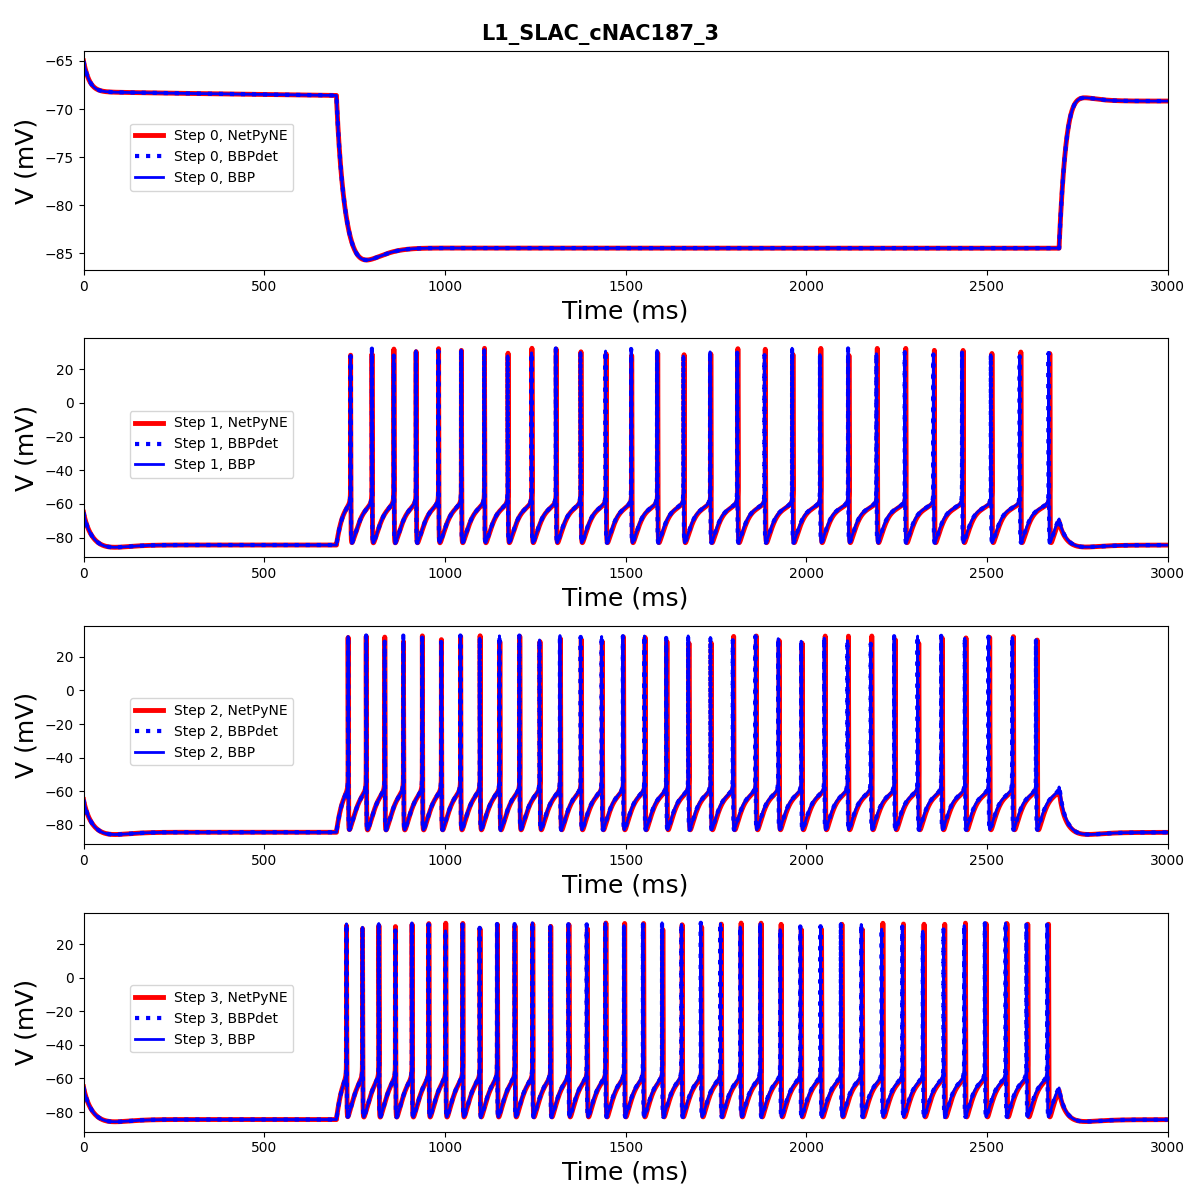 L1_SLAC_cNAC187_3
−65
−70
−75
−80
−85
V (mV)
Step 0, NetPyNE
Step 0, BBPdet
Step 0, BBP
0 500 1000 1500 2000 2500 3000
Time (ms)
20
0
−20
−40
−60
−80
V (mV)
Step 1, NetPyNE
Step 1, BBPdet
Step 1, BBP
0 500 1000 1500 2000 2500 3000
Time (ms)
20
0
−20
−40
−60
−80
V (mV)
Step 2, NetPyNE
Step 2, BBPdet
Step 2, BBP
0 500 1000 1500 2000 2500 3000
Time (ms)
20
0
−20
−40
−60
−80
V (mV)
Step 3, NetPyNE
Step 3, BBPdet
Step 3, BBP
0 500 1000 1500 2000 2500 3000
Time (ms)